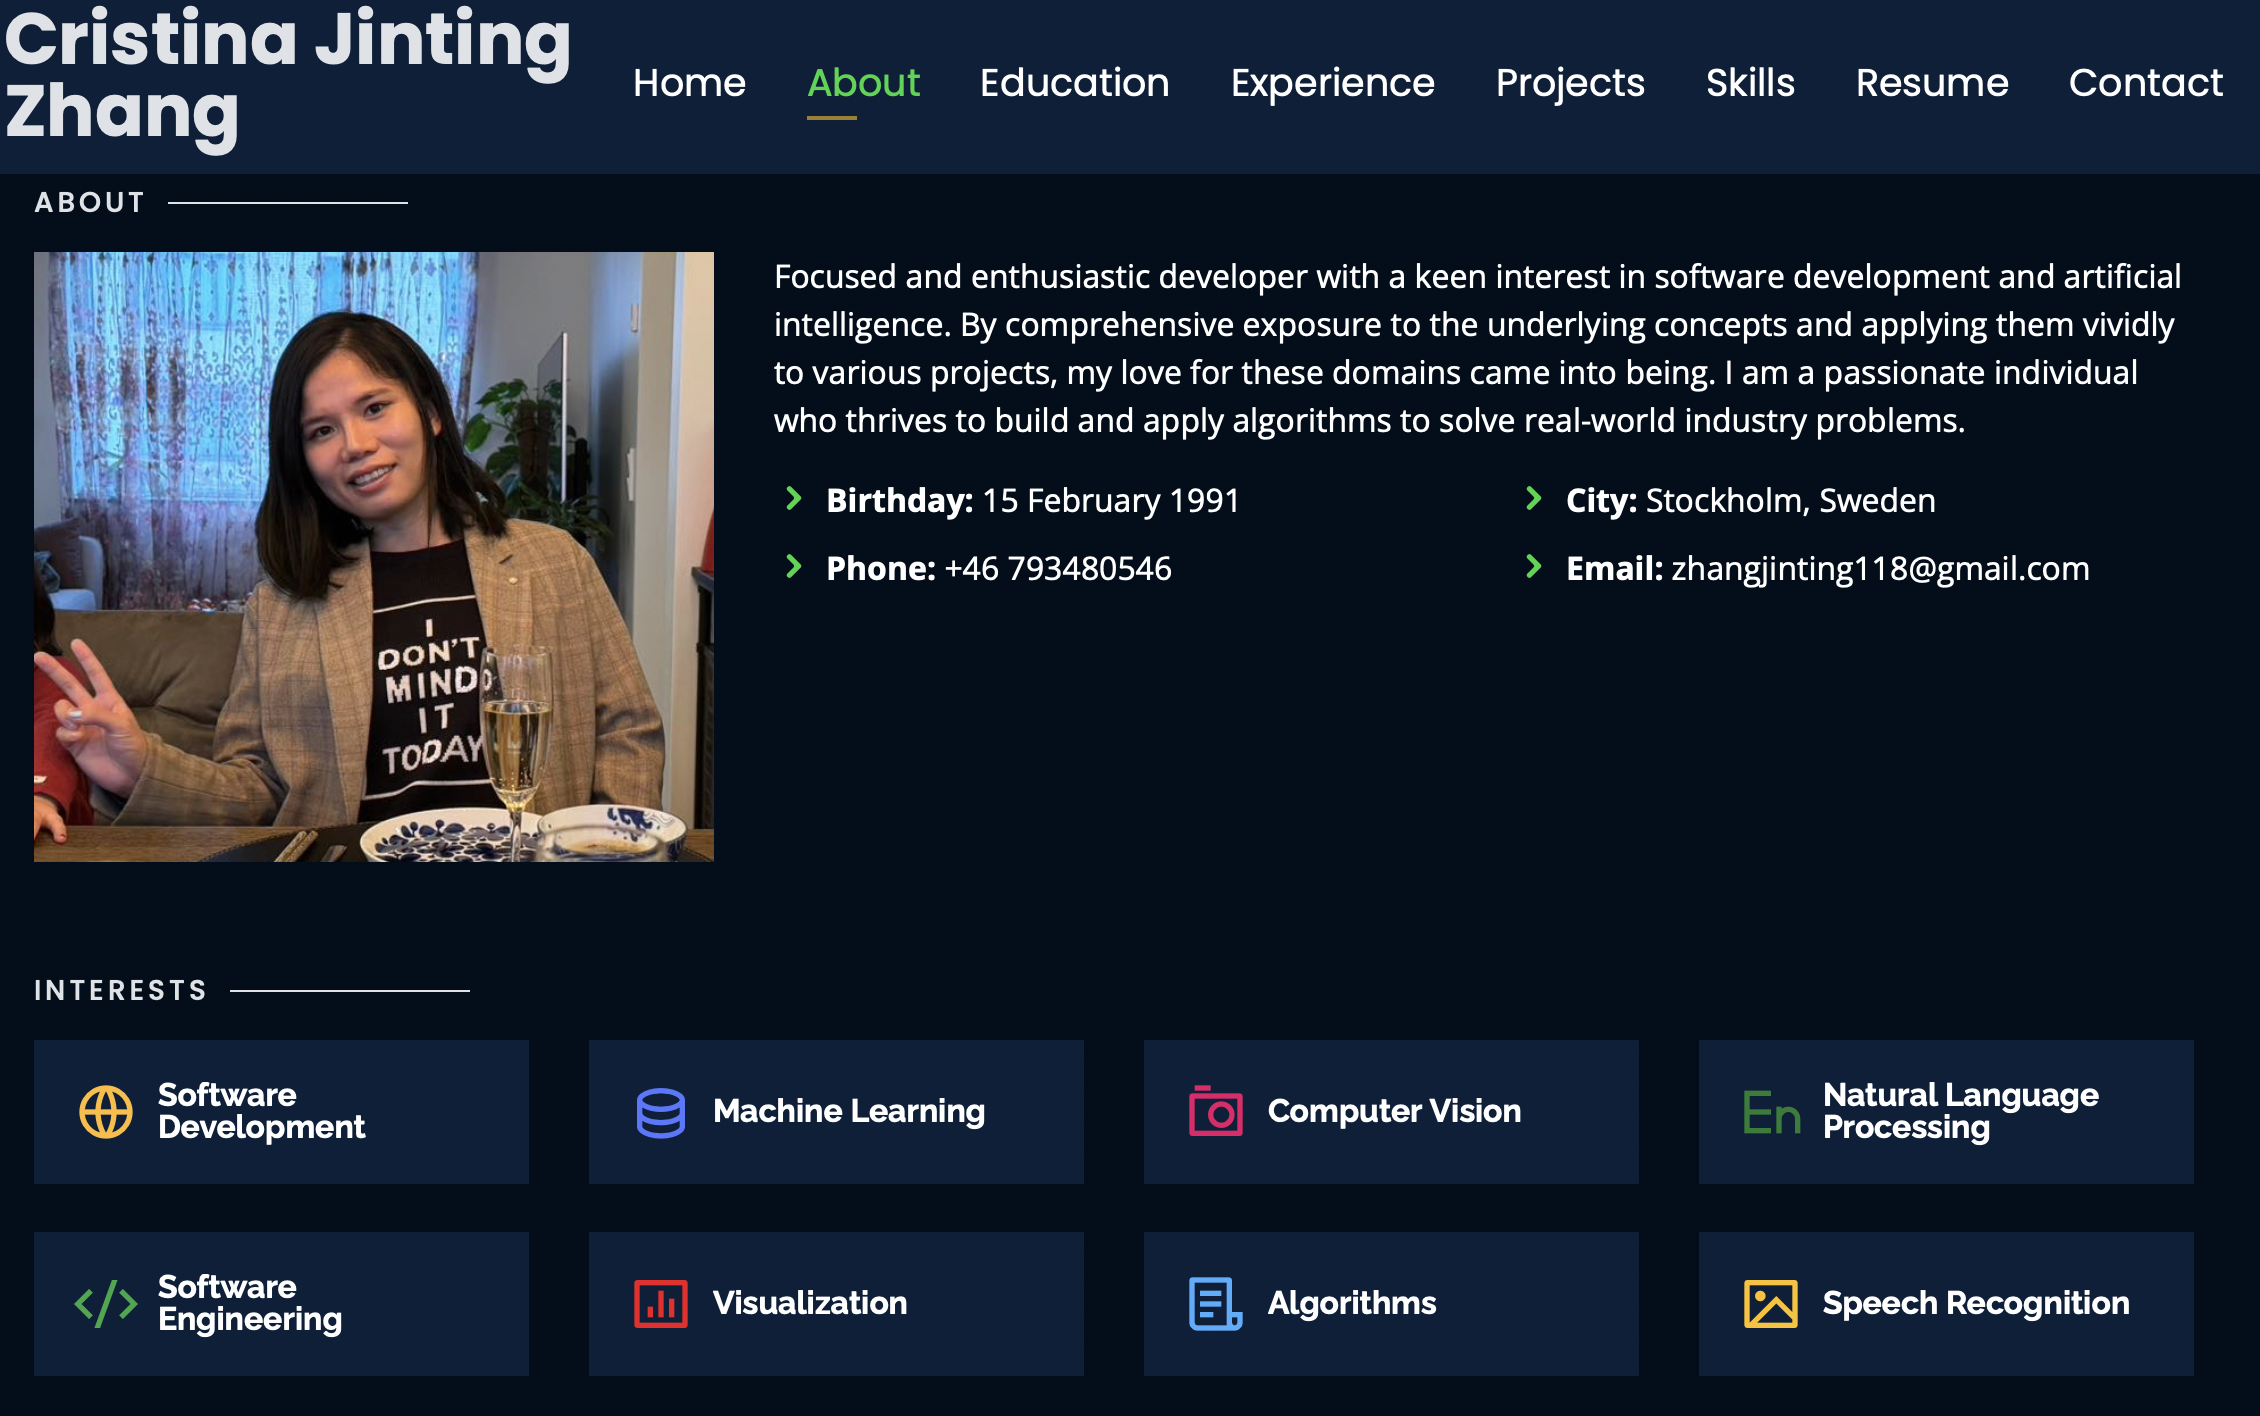 Cristina Jinting
Zhang
Home About Education Experience Projects Skills Resume Contact
ABOUT
I
DON'T
MIND
IT
TODAY
Focused and enthusiastic developer with a keen interest in software development and artificial
intelligence. By comprehensive exposure to the underlying concepts and applying them vividly
to various projects, my love for these domains came into being. I am a passionate individual
who thrives to build and apply algorithms to solve real-world industry problems.
Birthday: 15 February 1991
City: Stockholm, Sweden
Phone: +46 793480546
Email: zhangjinting118@gmail.com
INTERESTS
Software
Development
Machine Learning
Computer Vision
En
Natural Language
Processing
</>
Software
Engineering
Visualization
Algorithms
Speech Recognition